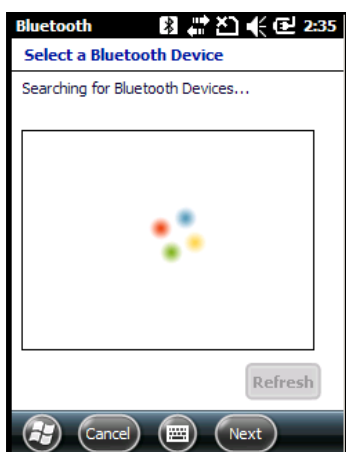 Bluetooth 2:35
Select a Bluetooth Device
Searching for Bluetooth Devices...
Refresh
Cancel Next